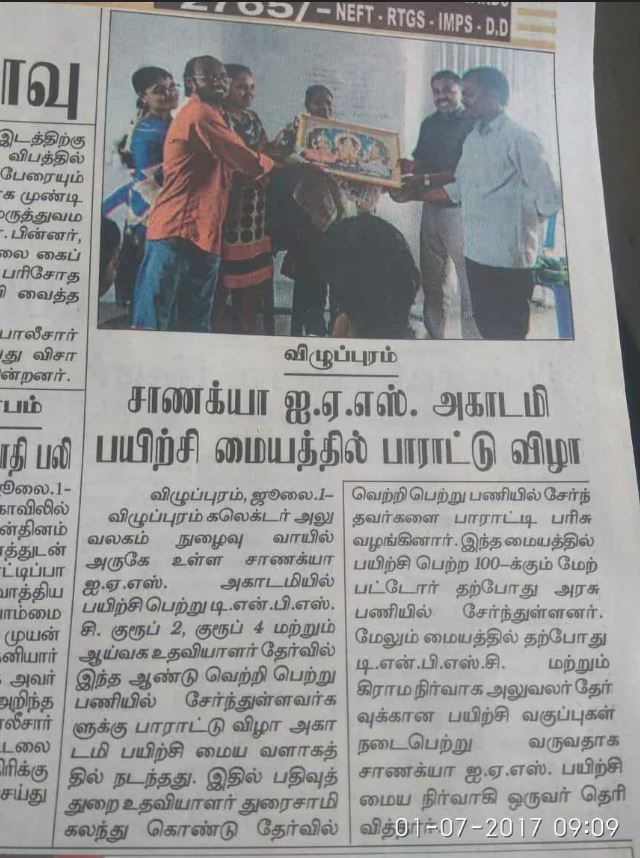 2765/- NEFT - RTGS - IMPS - D.D
ாவு
இடத்திற்கு
விபத்தில்
பேரையும்
க முண்டி
ருத்துவம
. பின்னர்,
லை கைப்
பரிசோத
ி வைத்த
பாலீசார்
து விசா
ின்றனர்.
பம்
தி பலி
ஜூலை.1-
காவிலில்
ன்தினம்
ாத்துடன்
ட்டிப்பா
வாத்திய
பாம்மை
முயன்
னியார்
அவர்
அறிந்த
லீசார்
டலை
ிரிக்கு
செய்து
விழுப்புரம்
சாணக்யா ஐ.ஏ.எஸ். அகாடமி
பயிற்சி மையத்தில் பாராட்டு விழா
விழுப்புரம், ஜூலை.1-
விழுப்புரம் கலெக்டர் அலு
வலகம் நுழைவு வாயில்
அருகே உள்ள சாணக்யா
ஐ.ஏ.எஸ். அகாடமியில்
பயிற்சி பெற்று டி.என்.பி.எஸ்.
சி. குரூப் 2, குரூப் 4 மற்றும்
ஆய்வக உதவியாளர் தேர்வில்
இந்த ஆண்டு வெற்றி பெற்று
பணியில் சேர்ந்துள்ளவர்க
ளுக்கு பாராட்டு விழா அகா
டமி பயிற்சி மைய வளாகத்
தில் நடந்தது. இதில் பதிவுத்
துறை உதவியாளர் துரைசாமி
கலந்து கொண்டு தேர்வில்
வெற்றி பெற்று பணியில் சேர்ந்
தவர்களை பாராட்டி பரிசு
வழங்கினார். இந்த மையத்தில்
பயிற்சி பெற்ற 100-க்கும் மேற்
பட்டோர் தற்போது அரசு
பணியில் சேர்ந்துள்ளனர்.
மேலும் மையத்தில் தற்போது
டி.என்.பி.எஸ்.சி. மற்றும்
கிராம நிர்வாக அலுவலர் தேர்
வுக்கான பயிற்சி வகுப்புகள்
நடைபெற்று வருவதாக
சாணக்யா ஐ.ஏ.எஸ். பயிற்சி
மைய நிர்வாகி ஒருவர் தெரி
வித்தார்.
01-07-2017 09:09